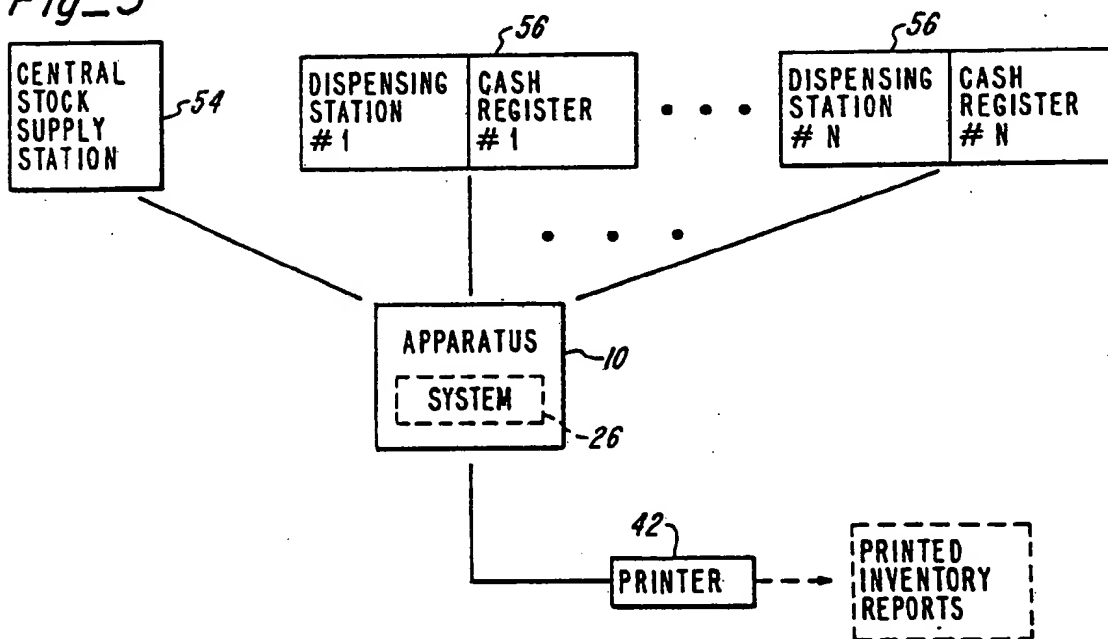 Fig_3
CENTRAL
STOCK
SUPPLY
STATION
54
56
DISPENSING
STATION
# 1
CASH
REGISTER
# 1
56
DISPENSING
STATION
# N
CASH
REGISTER
# N
APPARATUS
10
SYSTEM
26
42
PRINTER
PRINTED
INVENTORY
REPORTS